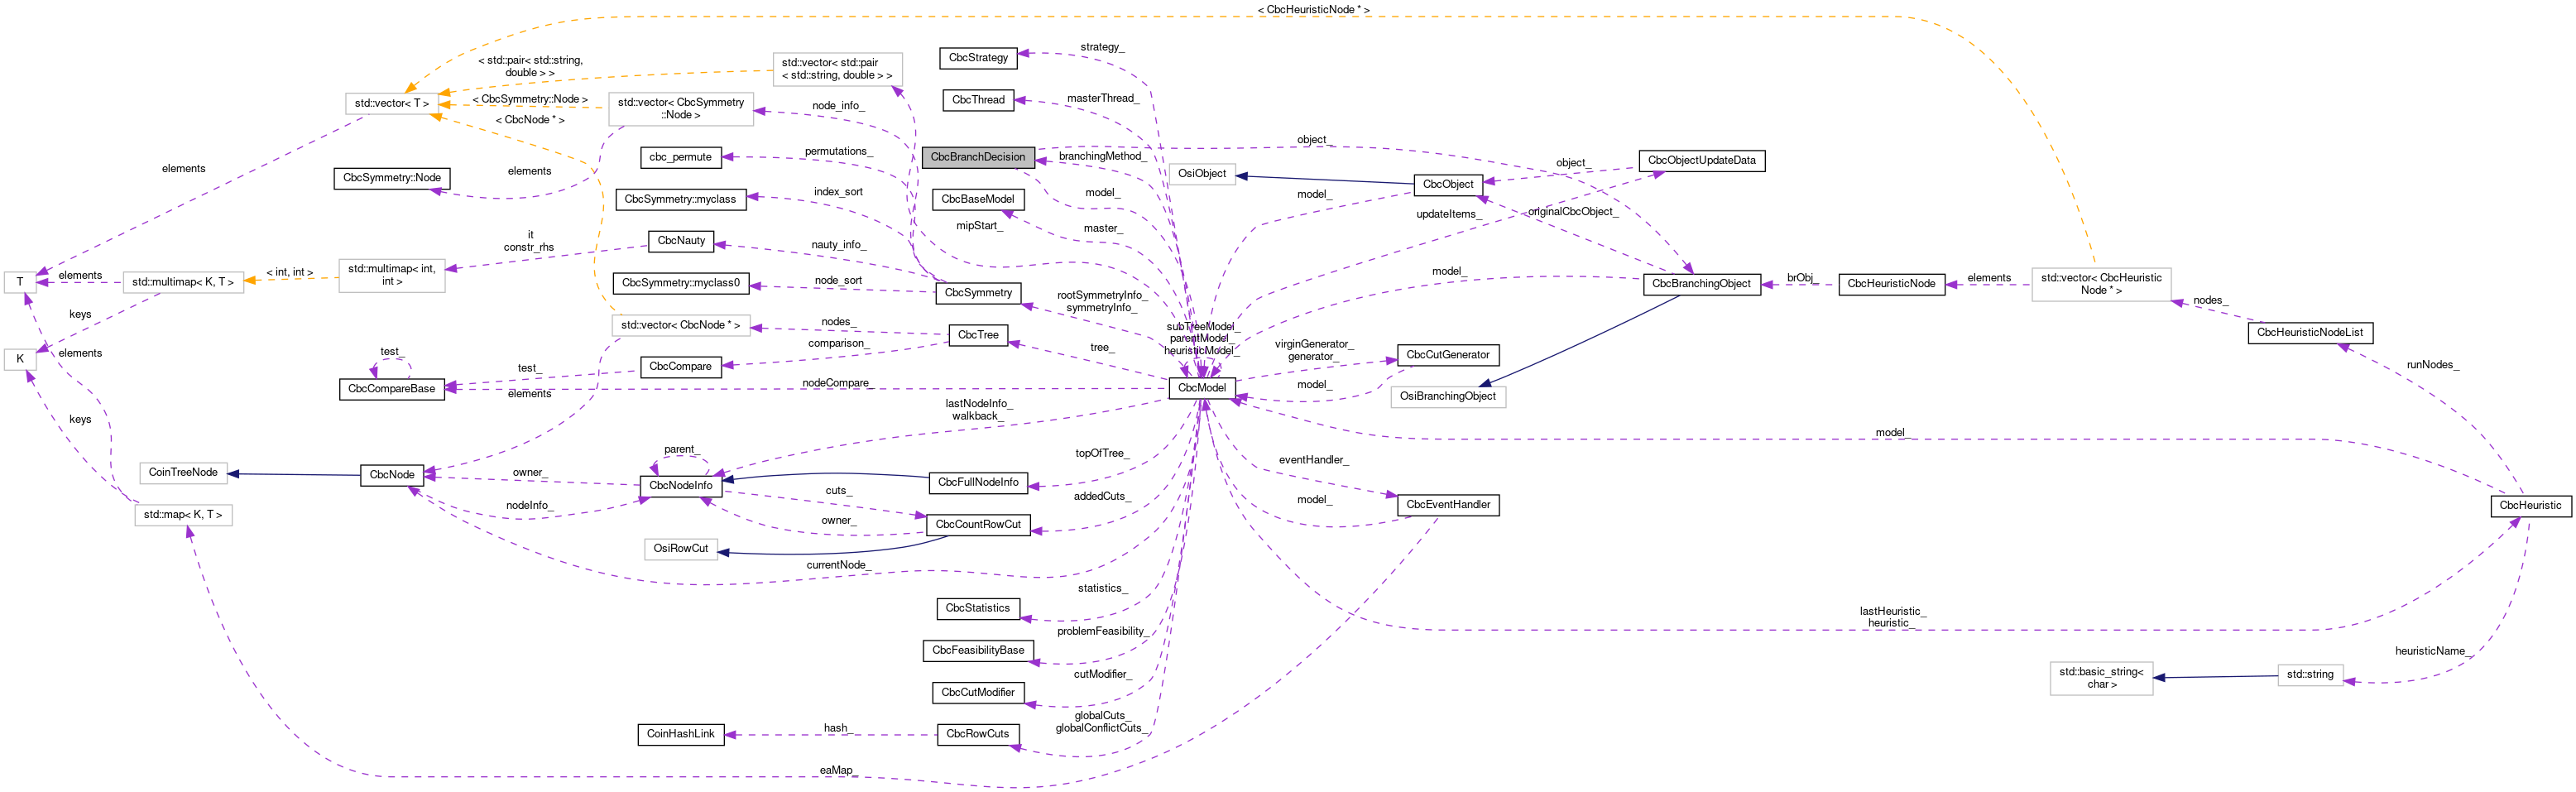 < CbcHeuristicNode * >
strategy_
CbcStrategy
< std::pair< std::string,
double > >
std::vector< std::pair
< std::string, double > >
std::vector< T >
< CbcSymmetry::Node >
std::vector< CbcSymmetry
::Node >
node_info_
CbcThread
masterThread_
< CbcNode * >
object_
cbc_permute
permutations_
CbcBranchDecision
branchingMethod_
elements
CbcSymmetry::Node
elements
OsiObject
CbcObject
object_
CbcObjectUpdateData
index_sort
CbcSymmetry::myclass
CbcBaseModel
model_
model_
updateItems_
originalCbcObject_
mipStart_
master_
it
constr_rhs
CbcNauty
nauty_info_
T
elements
std::multimap< K, T >
< int, int >
std::multimap< int,
int >
CbcSymmetry::myclass0
node_sort
CbcSymmetry
rootSymmetryInfo_
symmetryInfo_
model_
CbcBranchingObject
brObj_
CbcHeuristicNode
elements
std::vector< CbcHeuristic
Node * >
nodes_
keys
std::vector< CbcNode * >
nodes_
CbcTree
comparison_
tree_
subTreeModel_
parentModel_
heuristicModel_
virginGenerator_
generator_
CbcCutGenerator
CbcHeuristicNodeList
K
elements
test_
CbcCompareBase
test_
CbcCompare
nodeCompare_
CbcModel
model_
OsiBranchingObject
runNodes_
elements
keys
lastNodeInfo_
walkback_
model_
CoinTreeNode
CbcNode
owner_
parent_
CbcNodeInfo
CbcFullNodeInfo
topOfTree_
eventHandler_
nodeInfo_
cuts_
addedCuts_
model_
CbcEventHandler
CbcHeuristic
std::map< K, T >
owner_
CbcCountRowCut
OsiRowCut
currentNode_
statistics_
CbcStatistics
lastHeuristic_
heuristic_
problemFeasibility_
CbcFeasibilityBase
heuristicName_
cutModifier_
CbcCutModifier
std::basic_string<
char >
std::string
globalCuts_
globalConflictCuts_
CoinHashLink
hash_
CbcRowCuts
eaMap_